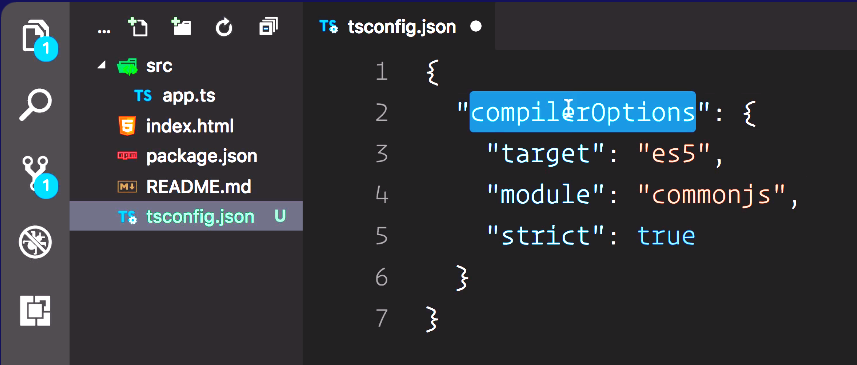 1
1
...
src
TS app.ts
index.html
npm package.json
M README.md
TS tsconfig.json U
TS tsconfig.json
1 {
2 "compilerOptions": {
3 "target": "es5",
4 "module": "commonjs",
5 "strict": true
6 }
7 }